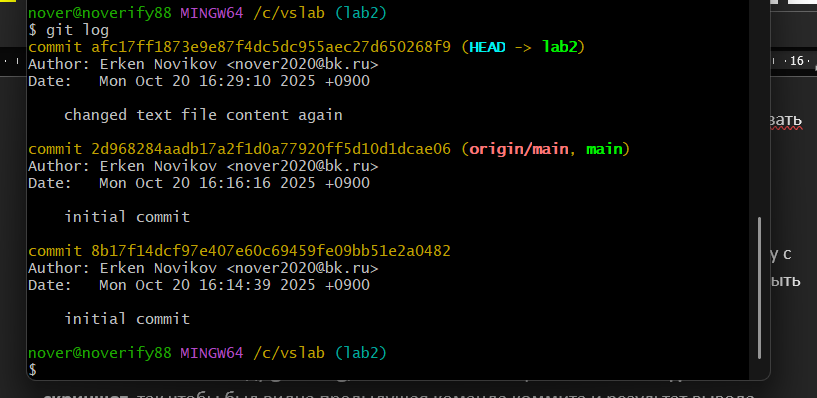 nover@noverify88 MINGW64 /c/vslab (lab2)
$ git log
commit afc17ff1873e9e87f4dc5dc955aec27d650268f9 (HEAD -> lab2)
Author: Erken Novikov <nover2020@bk.ru>
Date:   Mon Oct 20 16:29:10 2025 +0900
· 16 ·
changed text file content again
вать
commit 2d968284aadb17a2f1d0a77920ff5d10d1dcae06 (origin/main, main)
Author: Erken Novikov <nover2020@bk.ru>
Date:   Mon Oct 20 16:16:16 2025 +0900
initial commit
commit 8b17f14dcf97e407e60c69459fe09bb51e2a0482
у с
Author: Erken Novikov <nover2020@bk.ru>
Date:   Mon Oct 20 16:14:39 2025 +0900
ыть
initial commit
nover@noverify88 MINGW64 /c/vslab (lab2)
$